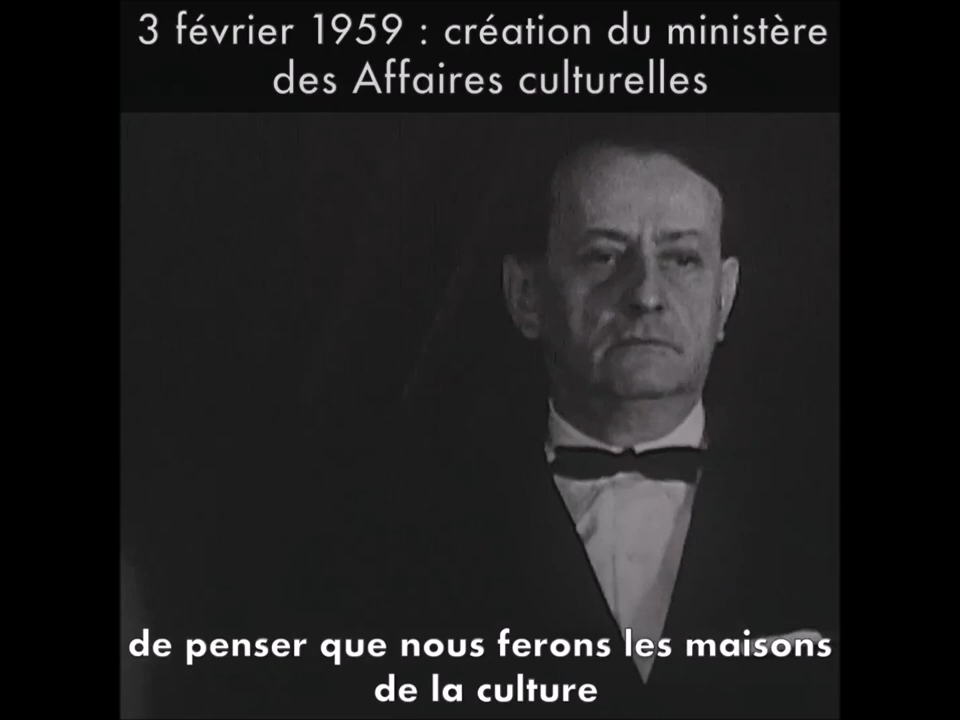 3 février 1959 : création du ministère
des Affaires culturelles
de penser que nous ferons les maisons
de la culture